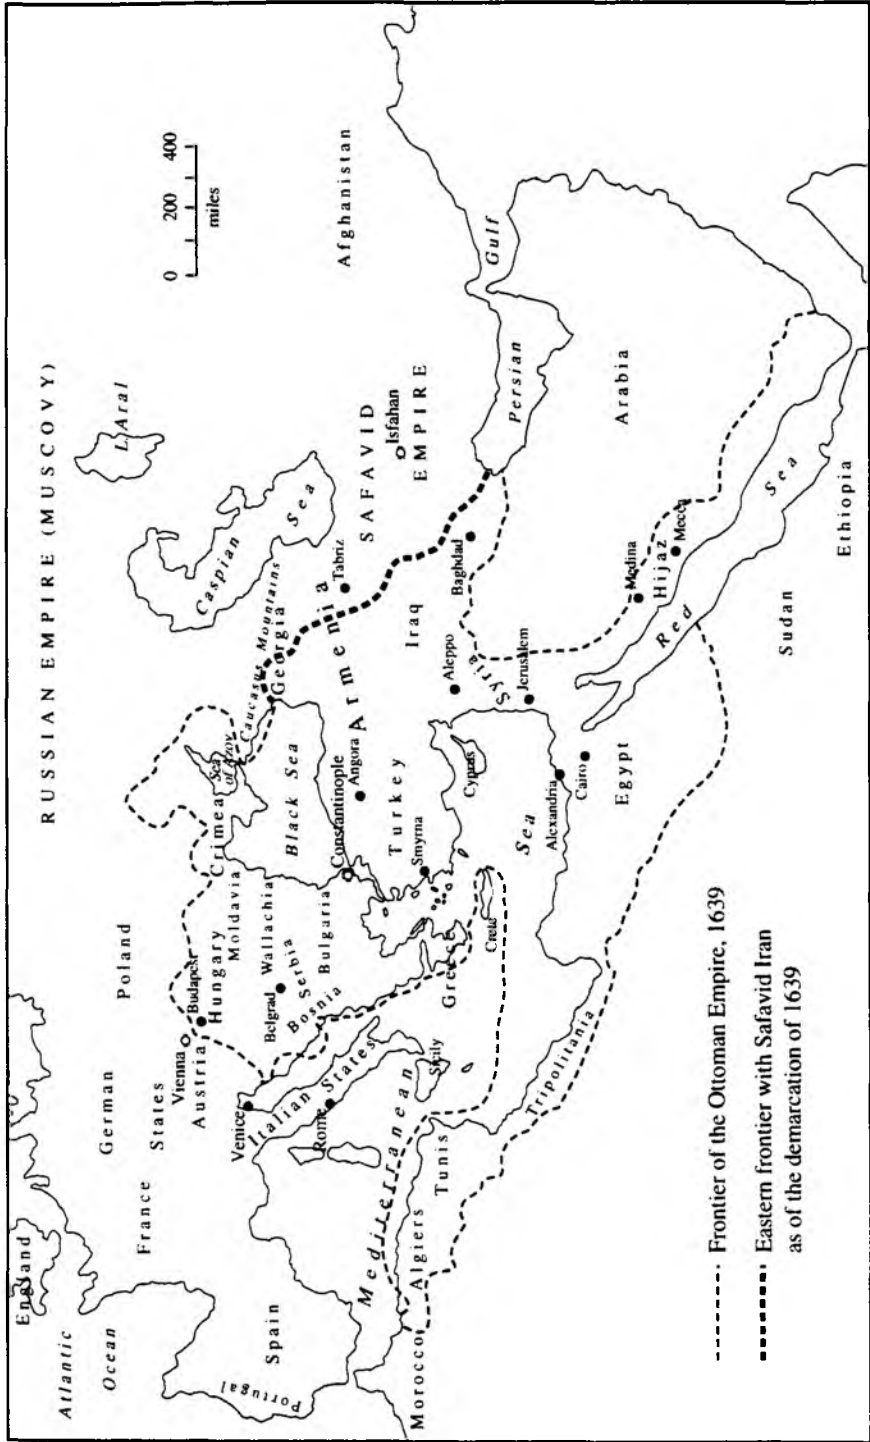 RUSSIAN EMPIRE (MUSCOVY)
England
Atlantic
Ocean
France
German
States
Poland
Vienna
Austria
Budapest
Hungary
Moldavia
Crimea
Sea
of Azov
Caspian
Sea
L. Aral
0 200 400
miles
Portugal
Spain
Venice
Italian States
Rome
Belgrad
Wallachia
Serbia
Bosnia
Bulgaria
Black Sea
Caucasus Mountains
Georgia
Constantinople
Angora
Armenia
Tabriz
SAFAVID
EMPIRE
Isfahan
Afghanistan
Turkey
Smyrna
Greece
Sicily
Mediterranean
Sea
Crete
Cyprus
Aleppo
Syria
Iraq
Baghdad
Persian
Gulf
Morocco
Algiers
Tunis
Tripolitania
Alexandria
Cairo
Egypt
Jerusalem
Medina
Hijaz
Mecca
Arabia
Red
Sea
Sudan
Ethiopia
Frontier of the Ottoman Empire, 1639
Eastern frontier with Safavid Iran
as of the demarcation of 1639